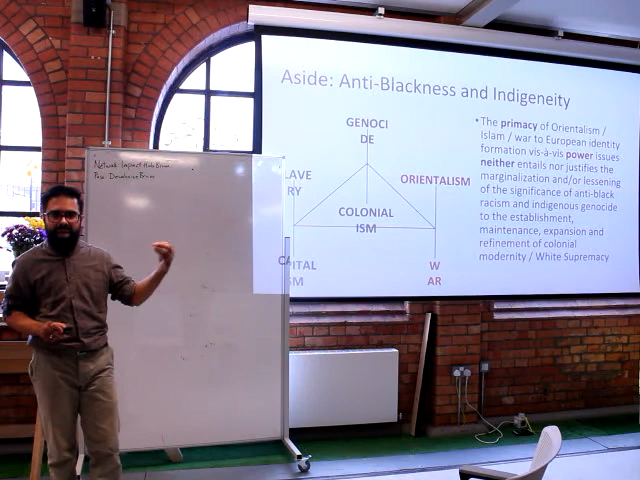 Aside: Anti-Blackness and Indigeneity
GENOCI
DE
LAVE
RY
ORIENTALISM
COLONIAL
ISM
CAPITAL
SM
W
AR
• The primacy of Orientalism /
Islam / war to European identity
formation vis-à-vis power issues
neither entails nor justifies the
marginalization and/or lessening
of the significance of anti-black
racism and indigenous genocide
to the establishment,
maintenance, expansion and
refinement of colonial
modernity / White Supremacy
Network